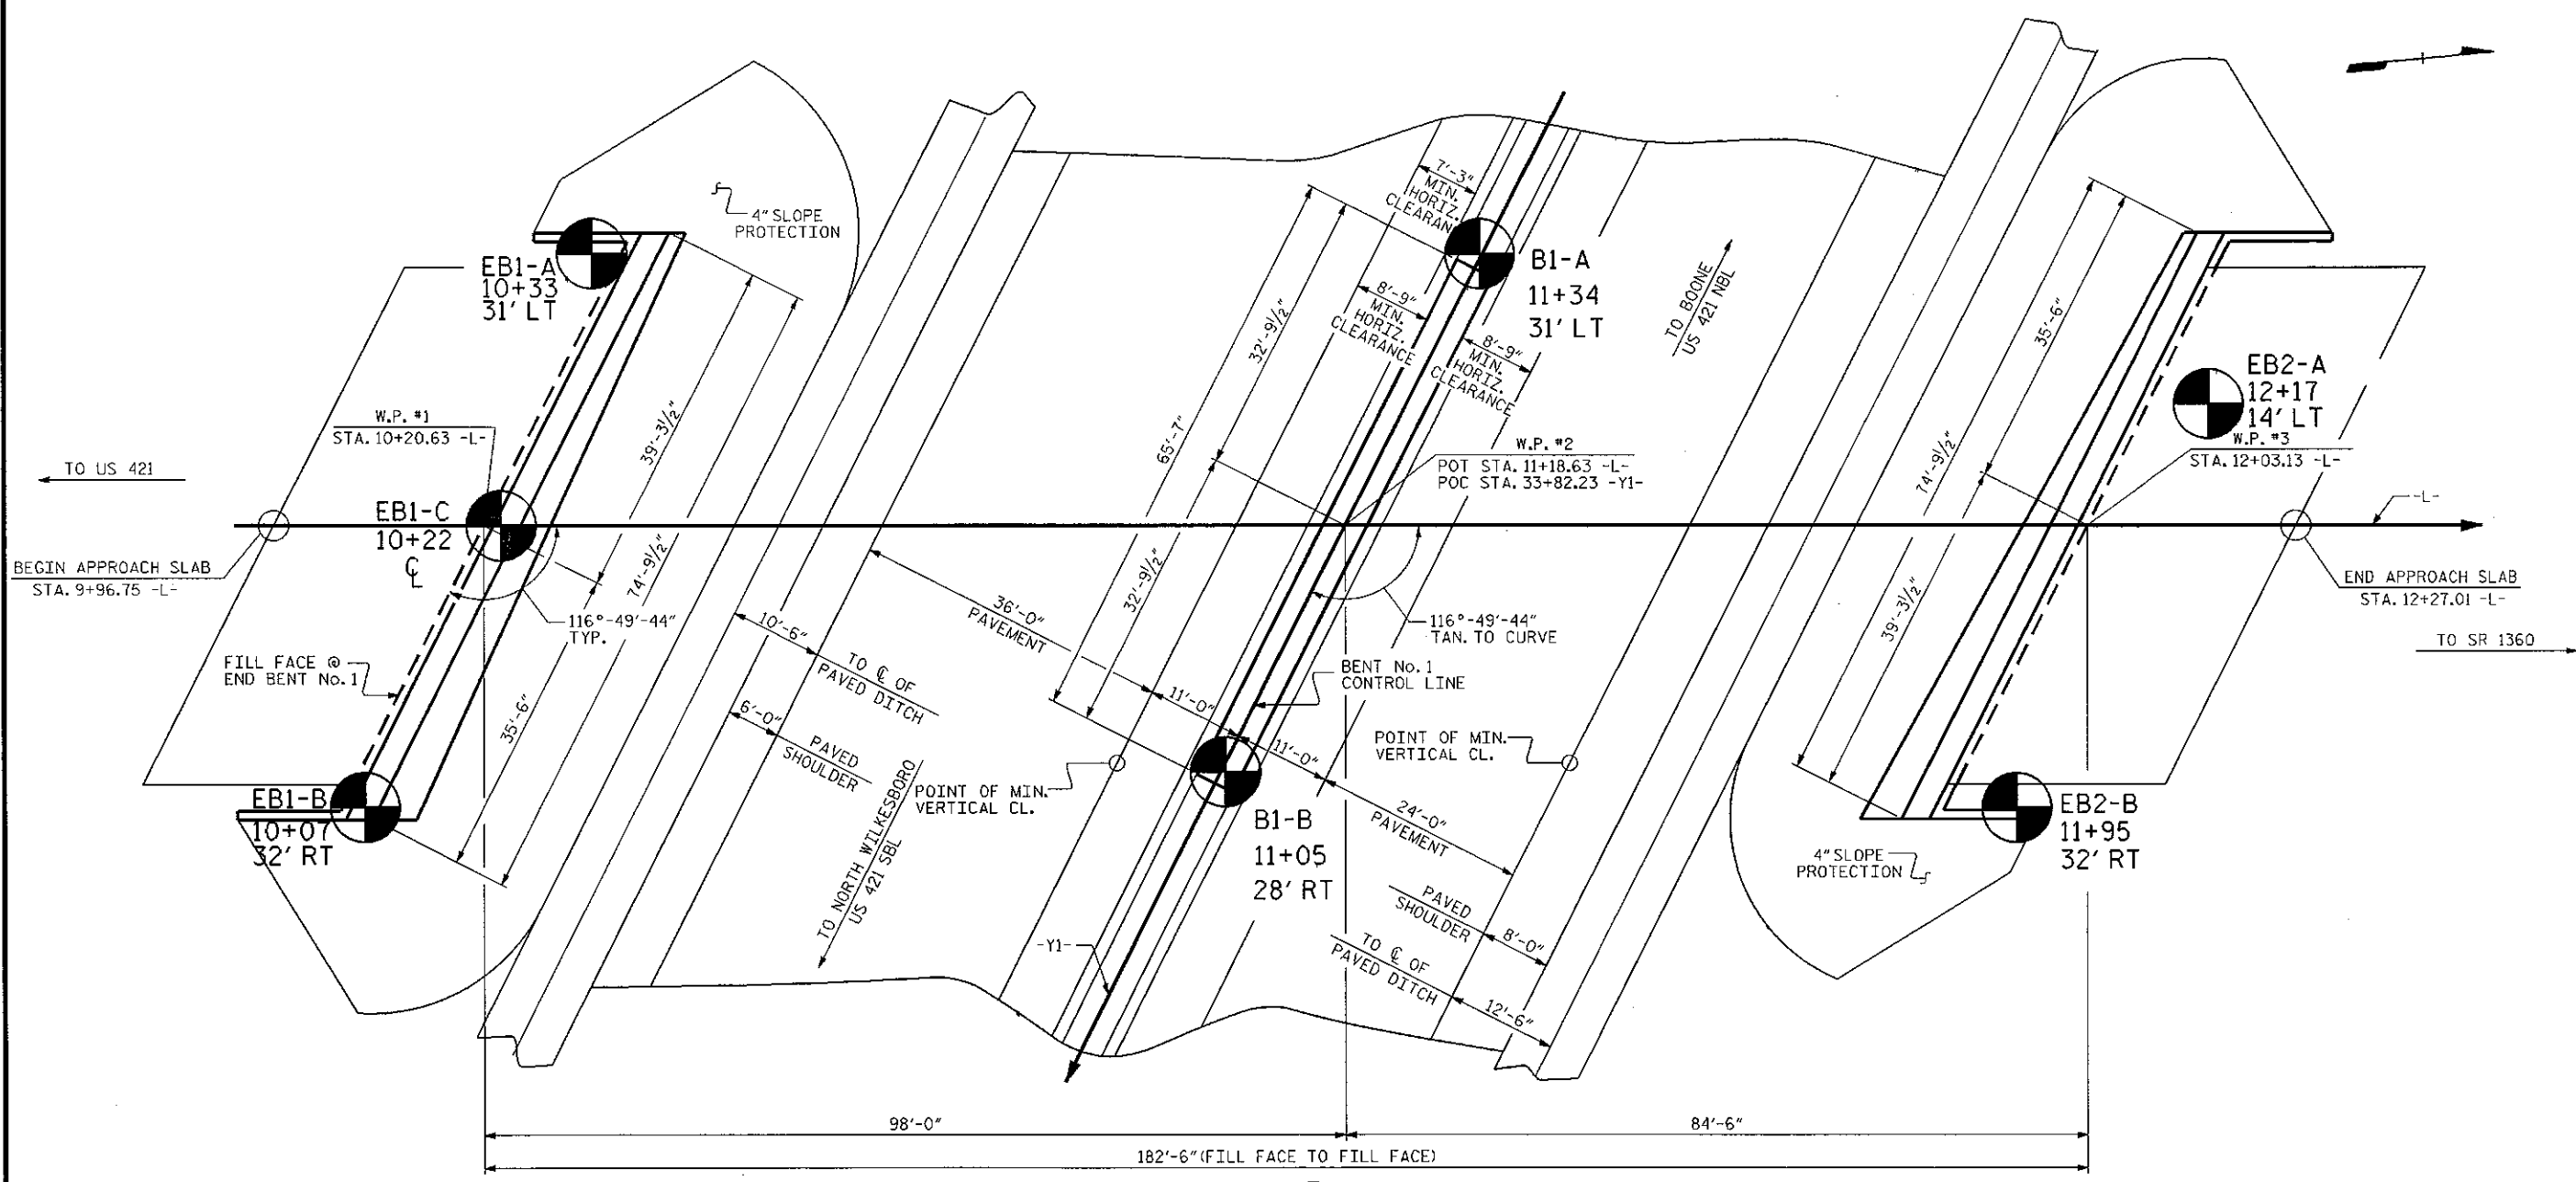 4" SLOPE
PROTECTION
EB1-A
10+33
31' LT
W.P. #1
STA. 10+20.63 -L-
TO US 421
EB1-C
10+22
℄
BEGIN APPROACH SLAB
STA. 9+96.75 -L-
116°-49'-44"
TYP.
FILL FACE @
END BENT No. 1
EB1-B
10+07
32' RT
39'-3½"
74'-9½"
35'-6"
10'-6"
TO ℄ OF
PAVED DITCH
6'-0"
PAVED
SHOULDER
36'-0"
PAVEMENT
11'-0"
11'-0"
TO NORTH WILKESBORO
US 421 SBL
POINT OF MIN.
VERTICAL CL.
7'-3"
MIN.
HORIZ.
CLEARAN
8'-9"
MIN.
HORIZ.
CLEARANCE
8'-9"
MIN.
HORIZ.
CLEARANCE
32'-9½"
65'-7"
32'-9½"
B1-A
11+34
31' LT
TO BOONE
US 421 NBL
W.P. #2
POT STA. 11+18.63 -L-
POC STA. 33+82.23 -Y1-
116°-49'-44"
TAN. TO CURVE
BENT No. 1
CONTROL LINE
POINT OF MIN.
VERTICAL CL.
B1-B
11+05
28' RT
-Y1-
24'-0"
PAVEMENT
PAVED
SHOULDER
8'-0"
TO ℄ OF
PAVED DITCH
12'-6"
35'-6"
74'-9½"
39'-3½"
EB2-A
12+17
14' LT
W.P. #3
STA. 12+03.13 -L-
-L-
END APPROACH SLAB
STA. 12+27.01 -L-
TO SR 1360
EB2-B
11+95
32' RT
4" SLOPE
PROTECTION
98'-0"
84'-6"
182'-6" (FILL FACE TO FILL FACE)